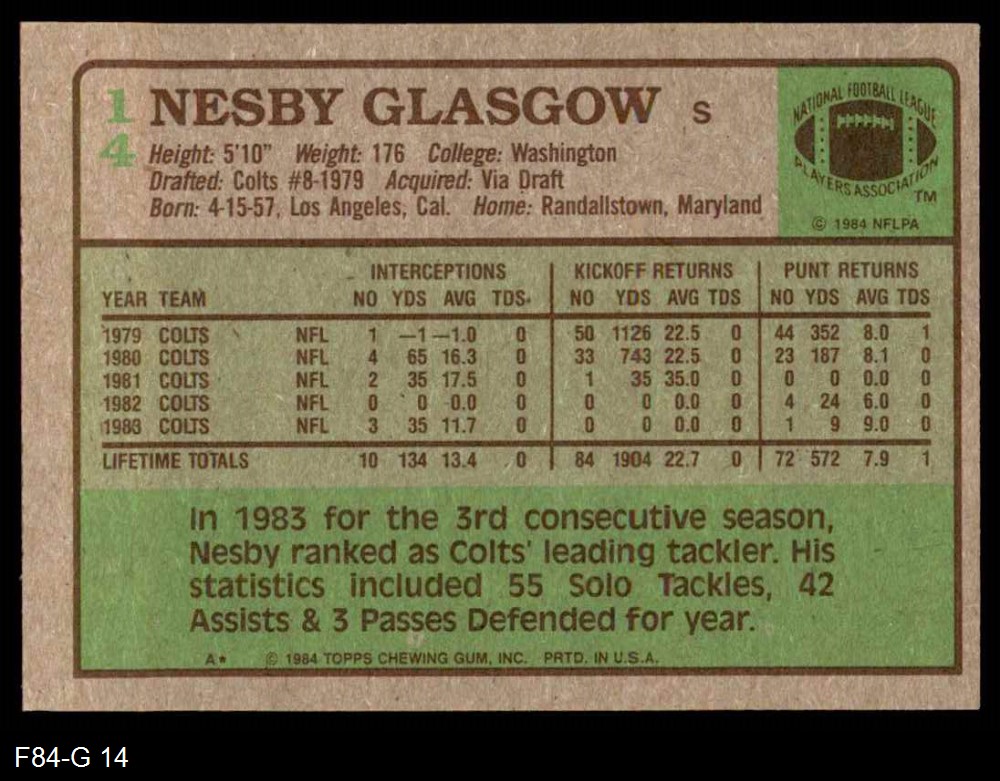 14 NESBY GLASGOW S
Height: 5'10" Weight: 176 College: Washington
Drafted: Colts #8-1979 Acquired: Via Draft
Born: 4-15-57, Los Angeles, Cal. Home: Randallstown, Maryland
NATIONAL FOOTBALL LEAGUE
PLAYERS ASSOCIATION
TM
© 1984 NFLPA
INTERCEPTIONS KICKOFF RETURNS PUNT RETURNS
YEAR TEAM NO YDS AVG TDS NO YDS AVG TDS NO YDS AVG TDS
1979 COLTS NFL 1 —1 —1.0 0 50 1126 22.5 0 44 352 8.0 1
1980 COLTS NFL 4 65 16.3 0 33 743 22.5 0 23 187 8.1 0
1981 COLTS NFL 2 35 17.5 0 1 35 35.0 0 0 0 0.0 0
1982 COLTS NFL 0 0 0.0 0 0 0 0.0 0 4 24 6.0 0
1983 COLTS NFL 3 35 11.7 0 0 0 0.0 0 1 9 9.0 0
LIFETIME TOTALS 10 134 13.4 0 84 1904 22.7 0 72 572 7.9 1
In 1983 for the 3rd consecutive season,
Nesby ranked as Colts' leading tackler. His
statistics included 55 Solo Tackles, 42
Assists & 3 Passes Defended for year.
A* © 1984 TOPPS CHEWING GUM, INC. PRTD. IN U.S.A.
F84-G 14